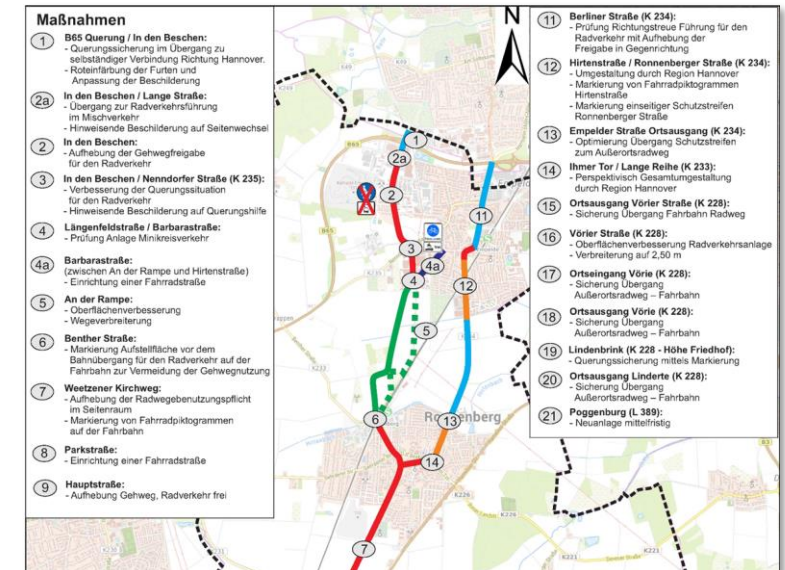 Maßnahmen
1
B65 Querung / In den Beschen:
- Querungssicherung im Übergang zu
selbständiger Verbindung Richtung Hannover.
- Roteinfärbung der Furten und
Anpassung der Beschilderung
2a
In den Beschen / Lange Straße:
- Übergang zur Radverkehrsführung
im Mischverkehr
- Hinweisende Beschilderung auf Seitenwechsel
2
In den Beschen:
- Aufhebung der Gehwegfreigabe
für den Radverkehr
3
In den Beschen / Nenndorfer Straße (K 235):
- Verbesserung der Querungssituation
für den Radverkehr
- Hinweisende Beschilderung auf Querungshilfe
4
Längenfeldstraße / Barbarastraße:
- Prüfung Anlage Minikreisverkehr
4a
Barbarastraße:
(zwischen An der Rampe und Hirtenstraße)
- Einrichtung einer Fahrradstraße
5
An der Rampe:
- Oberflächenverbesserung
- Wegeverbreiterung
6
Benther Straße:
- Markierung Aufstellfläche vor dem
Bahnübergang für den Radverkehr auf der
Fahrbahn zur Vermeidung der Gehwegnutzung
7
Weetzener Kirchweg:
- Aufhebung der Radwegebenutzungspflicht
im Seitenraum
- Markierung von Fahrradpiktogrammen
auf der Fahrbahn
8
Parkstraße:
- Einrichtung einer Fahrradstraße
9
Hauptstraße:
- Aufhebung Gehweg, Radverkehr frei
N
B65
1
2a
2
3
4a
4
5
6
7
11
12
13
14
K233
K226
K226
K221
K221
B3
11
Berliner Straße (K 234):
- Prüfung Richtungstreue Führung für den
Radverkehr mit Aufhebung der
Freigabe in Gegenrichtung
12
Hirtenstraße / Ronnenberger Straße (K 234):
- Umgestaltung durch Region Hannover
- Markierung von Fahrradpiktogrammen
Hirtenstraße
- Markierung einseitiger Schutzstreifen
Ronnenberger Straße
13
Empelder Straße Ortsausgang (K 234):
- Optimierung Übergang Schutzstreifen
zum Außerortsradweg
14
Ihmer Tor / Lange Reihe (K 233):
- Perspektivisch Gesamtumgestaltung
durch Region Hannover
15
Ortsausgang Vörier Straße (K 228):
- Sicherung Übergang Fahrbahn Radweg
16
Vörier Straße (K 228):
- Oberflächenverbesserung Radverkehrsanlage
- Verbreiterung auf 2,50 m
17
Ortseingang Vörie (K 228):
- Sicherung Übergang
Außerortsradweg – Fahrbahn
18
Ortsausgang Vörie (K 228):
- Sicherung Übergang
Außerortsradweg – Fahrbahn
19
Lindenbrink (K 228 - Höhe Friedhof):
- Querungssicherung mittels Markierung
20
Ortsausgang Linderte (K 228):
- Sicherung Übergang
Außerortsradweg – Fahrbahn
21
Poggenburg (L 389):
- Neuanlage mittelfristig